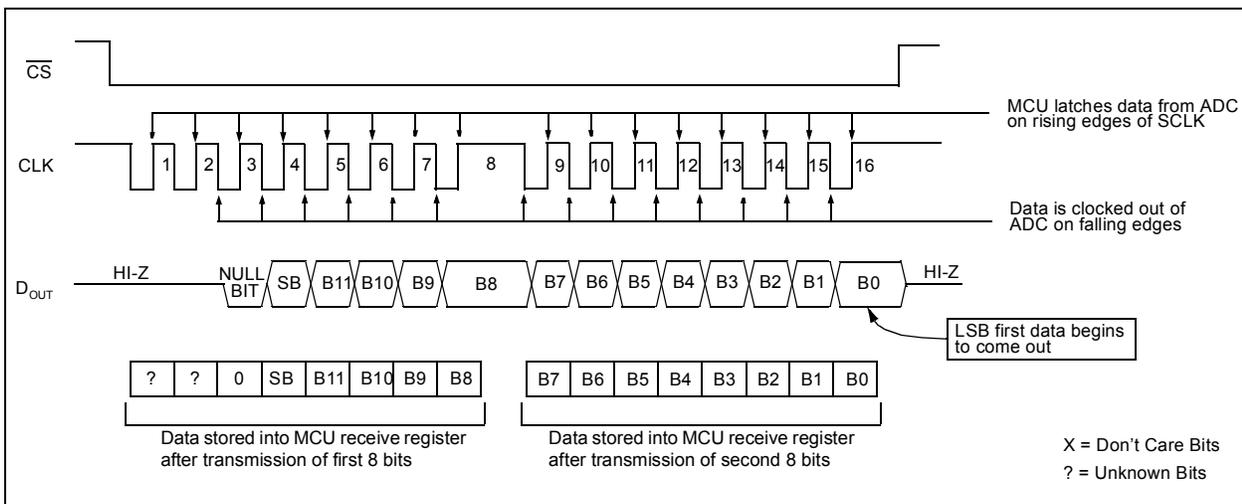 CS
MCU latches data from ADC
on rising edges of SCLK
CLK
1 2 3 4 5 6 7 8 9 10 11 12 13 14 15 16
Data is clocked out of
ADC on falling edges
DOUT
HI-Z
NULL
BIT
SB B11 B10 B9 B8 B7 B6 B5 B4 B3 B2 B1 B0
HI-Z
LSB first data begins
to come out
? ? 0 SB B11 B10 B9 B8
B7 B6 B5 B4 B3 B2 B1 B0
Data stored into MCU receive register
after transmission of first 8 bits
Data stored into MCU receive register
after transmission of second 8 bits
X = Don't Care Bits
? = Unknown Bits